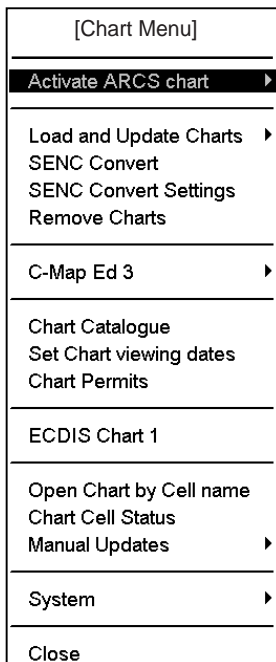 [Chart Menu]
Activate ARCS chart
Load and Update Charts
SENC Convert
SENC Convert Settings
Remove Charts
C-Map Ed 3
Chart Catalogue
Set Chart viewing dates
Chart Permits
ECDIS Chart 1
Open Chart by Cell name
Chart Cell Status
Manual Updates
System
Close